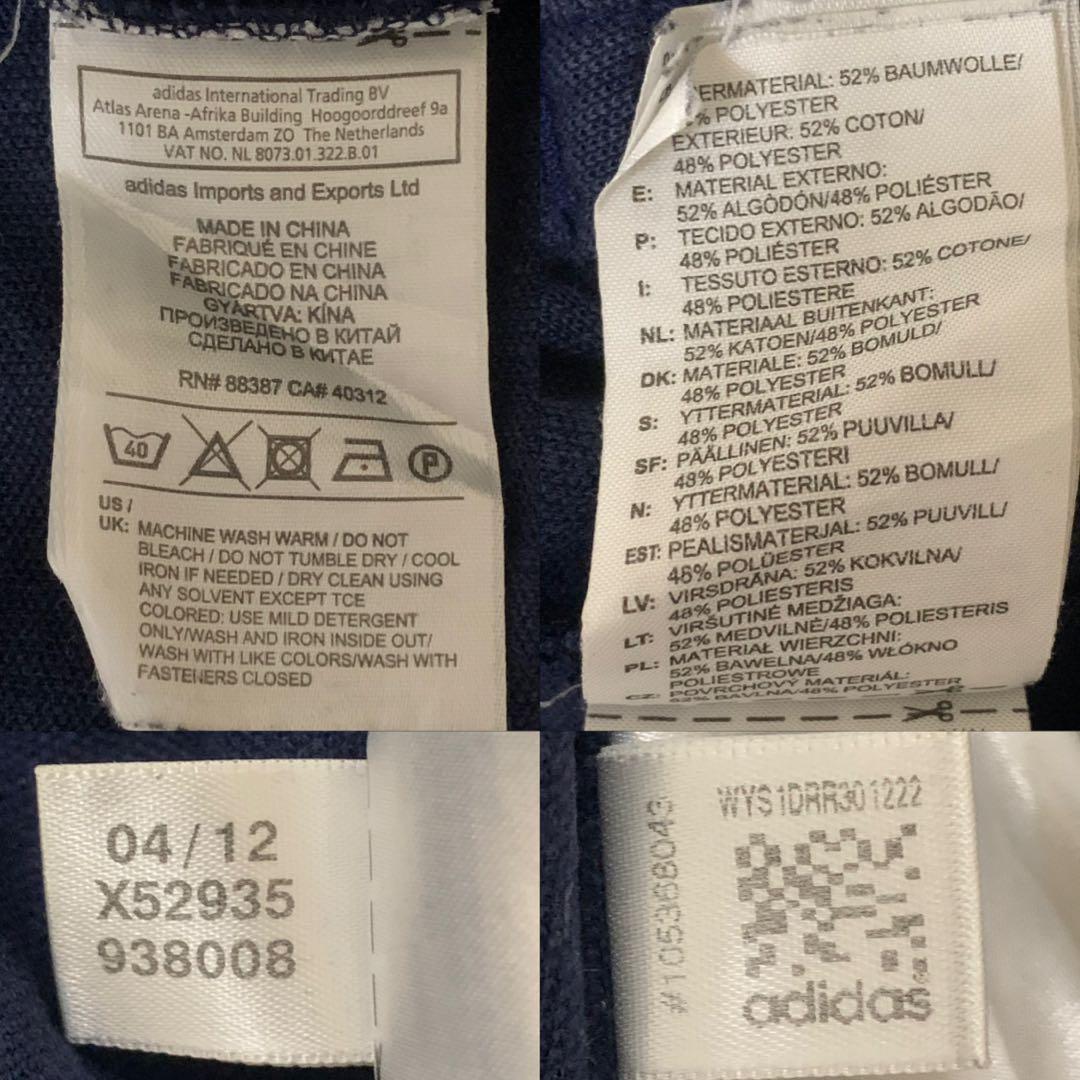 adidas International Trading BV
Atlas Arena -Afrika Building Hoogoorddreef 9a
1101 BA Amsterdam ZO The Netherlands
VAT NO. NL 8073.01.322.B.01
adidas Imports and Exports Ltd
MADE IN CHINA
FABRIQUÉ EN CHINE
FABRICADO EN CHINA
FABRICADO NA CHINA
GYÁRTVA: KÍNA
ПРОИЗВЕДЕНО В КИТАЙ
СДЕЛАНО В КИТАЕ
RN# 88387 CA# 40312
40
P
US /
UK: MACHINE WASH WARM / DO NOT
BLEACH / DO NOT TUMBLE DRY / COOL
IRON IF NEEDED / DRY CLEAN USING
ANY SOLVENT EXCEPT TCE
COLORED: USE MILD DETERGENT
ONLY/WASH AND IRON INSIDE OUT/
WASH WITH LIKE COLORS/WASH WITH
FASTENERS CLOSED
ERMATERIAL: 52% BAUMWOLLE/
% POLYESTER
EXTERIEUR: 52% COTON/
48% POLYESTER
E: MATERIAL EXTERNO:
52% ALGÒDÓN/48% POLIÉSTER
P: TECIDO EXTERNO: 52% ALGODÃO/
48% POLIÉSTER
I: TESSUTO ESTERNO: 52% COTONE/
48% POLIESTERE
NL: MATERIAAL BUITENKANT:
52% KATOEN/48% POLYESTER
DK: MATERIALE: 52% BOMULD/
48% POLYESTER
S: YTTERMATERIAL: 52% BOMULL/
48% POLYESTER
SF: PÄÄLLINEN: 52% PUUVILLA/
48% POLYESTERI
N: YTTERMATERIAL: 52% BOMULL/
48% POLYESTER
EST: PEALISMATERJAL: 52% PUUVILL/
48% POLÜESTER
LV: VIRSDRĀNA: 52% KOKVILNA/
48% POLIESTERIS
LT: VIRŠUTINĖ MEDŽIAGA:
52% MEDVILNĖ/48% POLIESTERIS
PL: MATERIAŁ WIERZCHNI:
52% BAWEŁNA/48% WŁÓKNO
POLIESTROWE
CZ: POVRCHOVÝ MATERIÁL:
52% BAVLNA/48% POLYESTER
04/12
X52935
938008
WYS1DRR301222
#105368043
adidas